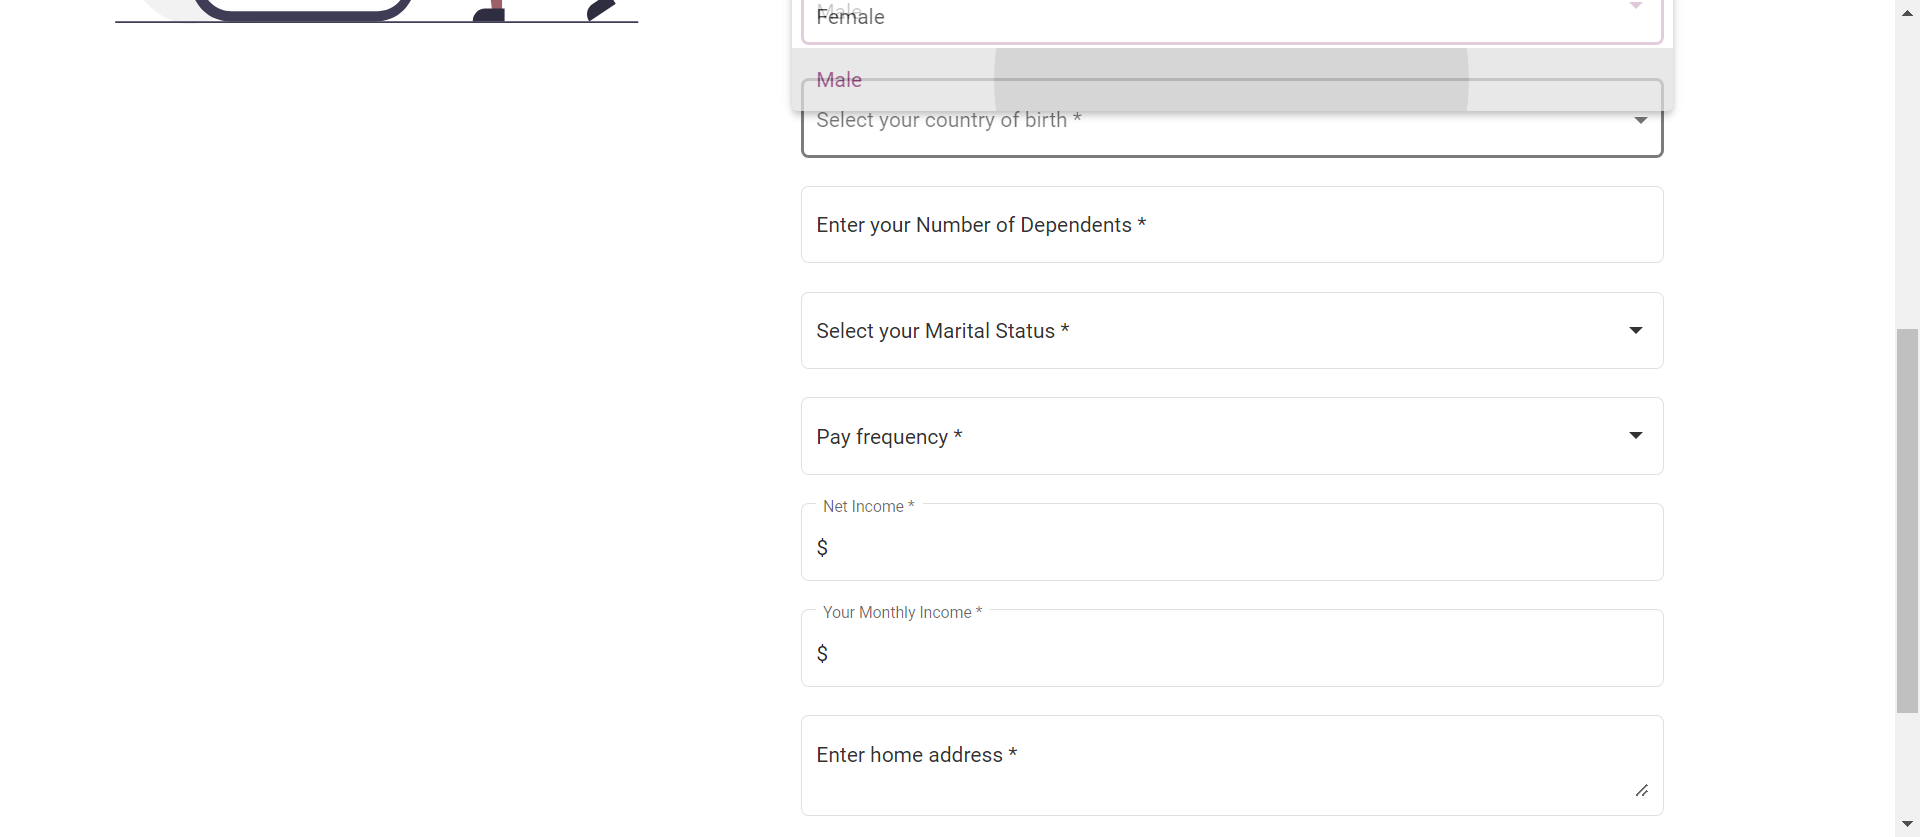 Male
Female
Male
Select your country of birth *
Enter your Number of Dependents *
Select your Marital Status *
Pay frequency *
Net Income *
$
Your Monthly Income *
$
Enter home address *